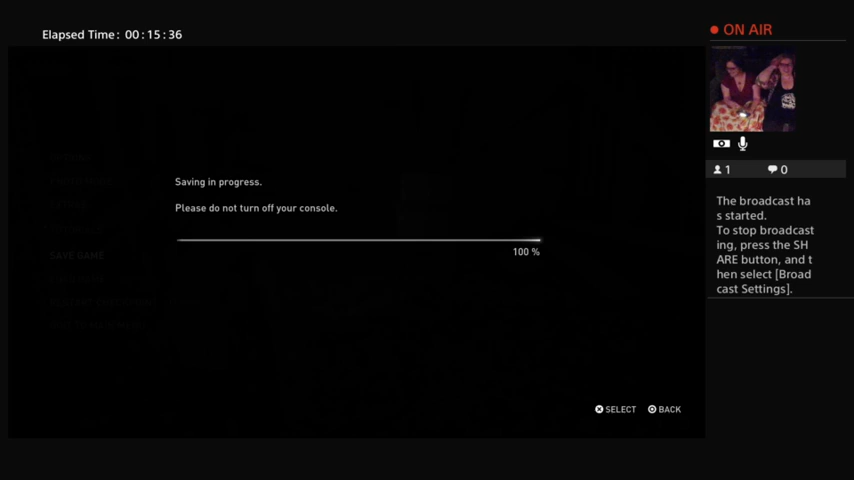 Elapsed Time: 00:15:36
ON AIR
1
0
The broadcast ha
s started.
To stop broadcast
ing, press the SH
ARE button, and t
hen select [Broad
cast Settings].
Saving in progress.
Please do not turn off your console.
100 %
SAVE GAME
SELECT
BACK